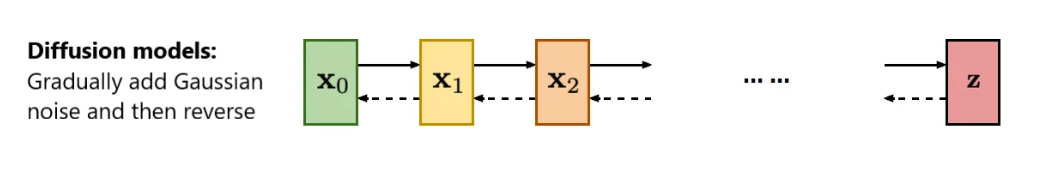 Diffusion models:
Gradually add Gaussian
noise and then reverse
x₀ x₁ x₂ ... ... z